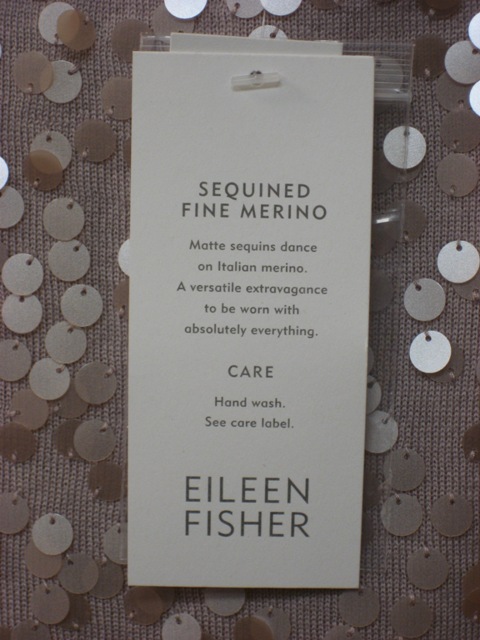 SEQUINED
FINE MERINO
Matte sequins dance
on Italian merino.
A versatile extravagance
to be worn with
absolutely everything.
CARE
Hand wash.
See care label.
EILEEN
FISHER